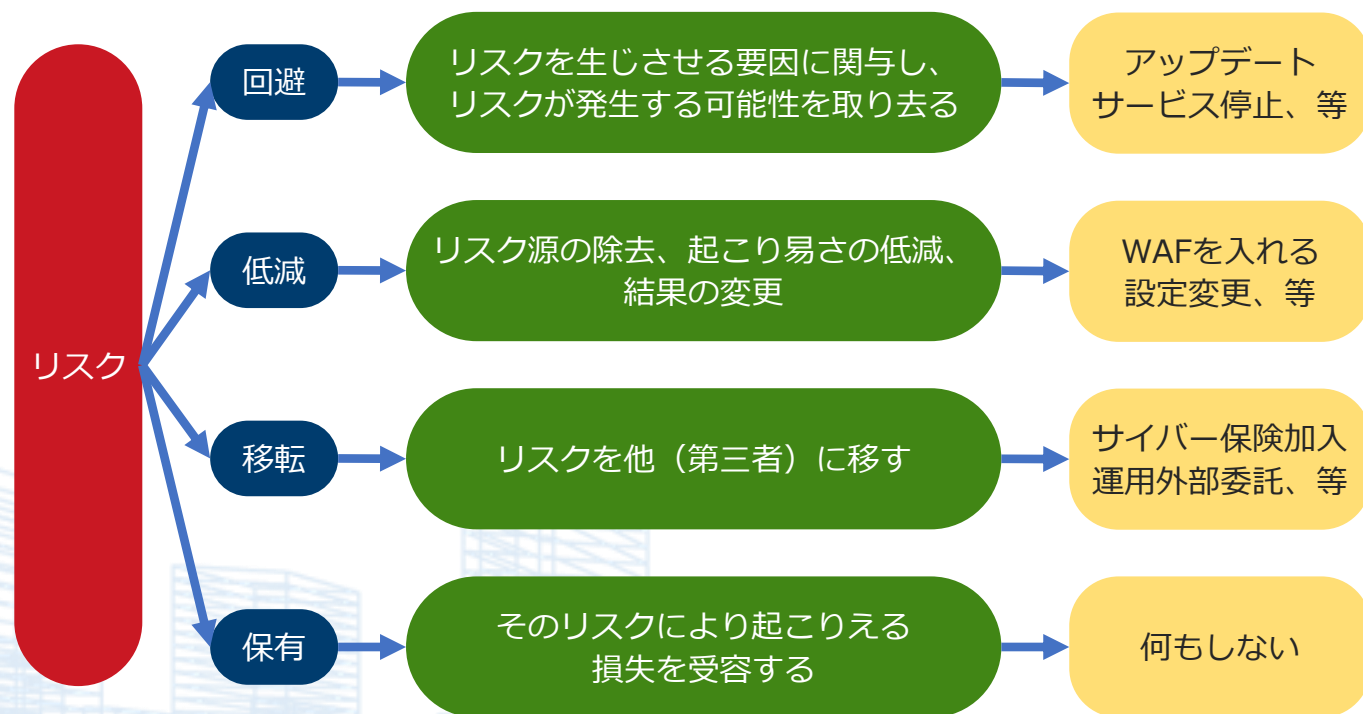 リスク
回避
リスクを生じさせる要因に関与し、
リスクが発生する可能性を取り去る
アップデート
サービス停止、等
低減
リスク源の除去、起こり易さの低減、
結果の変更
WAFを入れる
設定変更、等
移転
リスクを他（第三者）に移す
サイバー保険加入
運用外部委託、等
保有
そのリスクにより起こりえる
損失を受容する
何もしない